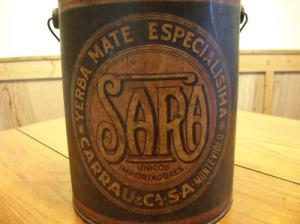 YERBA MATE ESPECIALISIMA
SARA
UNICOS
IMPORTADORES
CARRAU & Cª. S.A.
MONTEVIDEO